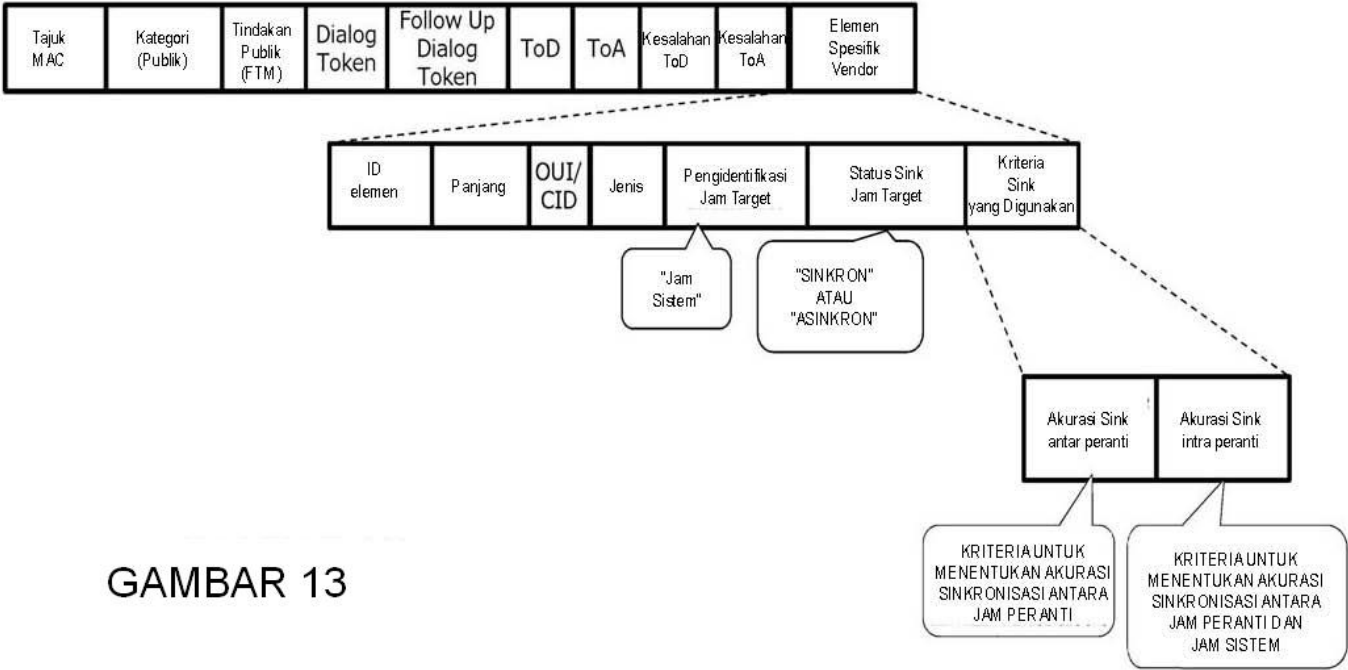 Tajuk
MAC
Kategori
(Publik)
Tindakan
Publik
(FTM)
Dialog
Token
Follow Up
Dialog
Token
ToD
ToA
Kesalahan
ToD
Kesalahan
ToA
Elemen
Spesifik
Vendor
ID
elemen
Panjang
OUI/
CID
Jenis
Pengidentifikasi
Jam Target
Status Sink
Jam Target
Kriteria
Sink
yang Digunakan
"Jam
Sistem"
"SINKRON"
ATAU
"ASINKRON"
Akurasi Sink
antar peranti
Akurasi Sink
intra peranti
KRITERIA UNTUK
MENENTUKAN AKURASI
SINKRONISASI ANTARA
JAM PERANTI
KRITERIA UNTUK
MENENTUKAN AKURASI
SINKRONISASI ANTARA
JAM PERANTI DAN
JAM SISTEM
GAMBAR 13